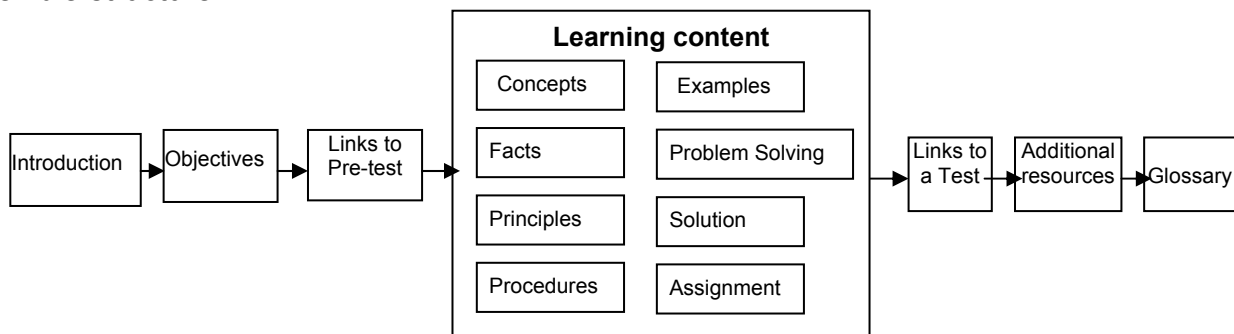 Learning content
Introduction
Objectives
Links to
Pre-test
Concepts
Facts
Principles
Procedures
Examples
Problem Solving
Solution
Assignment
Links to
a Test
Additional
resources
Glossary